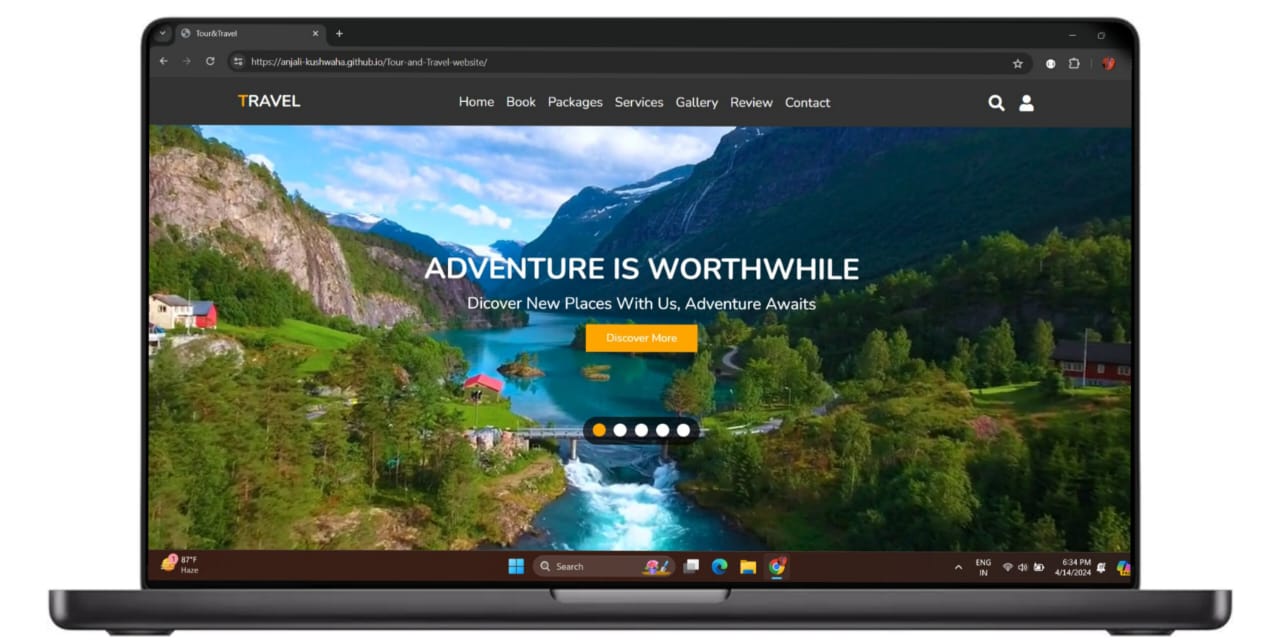 Tour&Travel
https://anjali-kushwaha.github.io/Tour-and-Travel-website/
TRAVEL Home Book Packages Services Gallery Review Contact
ADVENTURE IS WORTHWHILE
Dicover New Places With Us, Adventure Awaits
Discover More
1
87°F
Haze
Search
ENG
IN
6:34 PM
4/14/2024